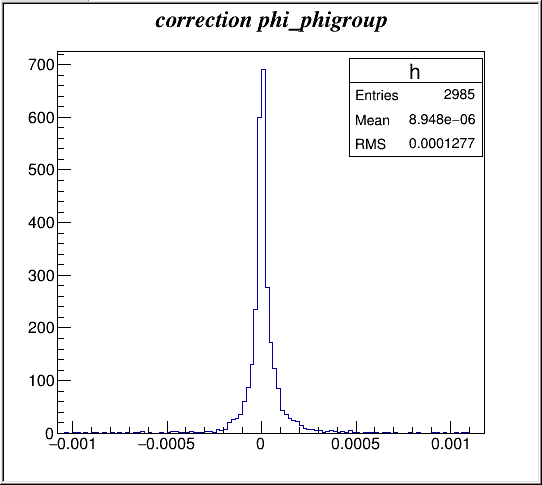 correction phi_phigroup
h
Entries 2985
Mean 8.948e−06
RMS 0.0001277
700
600
500
400
300
200
100
0
−0.001 −0.0005 0 0.0005 0.001